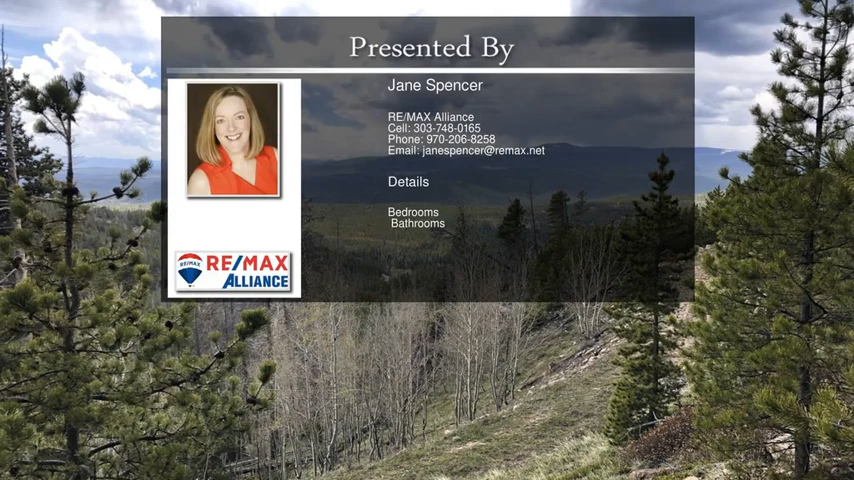 Presented By
Jane Spencer
RE/MAX Alliance
Cell: 303-748-0165
Phone: 970-206-8258
Email: janespencer@remax.net
Details
Bedrooms
Bathrooms
RE/MAX
RE/MAX
ALLIANCE